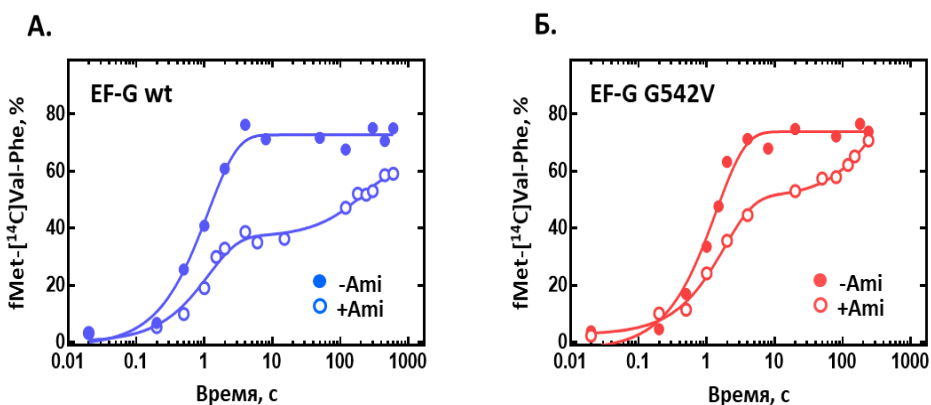 А.
EF-G wt
fMet-[¹⁴C]Val-Phe, %
80
60
40
20
0
-Ami
+Ami
0.01 0.1 1 10 100 1000
Время, с
Б.
EF-G G542V
fMet-[¹⁴C]Val-Phe, %
80
60
40
20
0
-Ami
+Ami
0.01 0.1 1 10 100 1000
Время, с